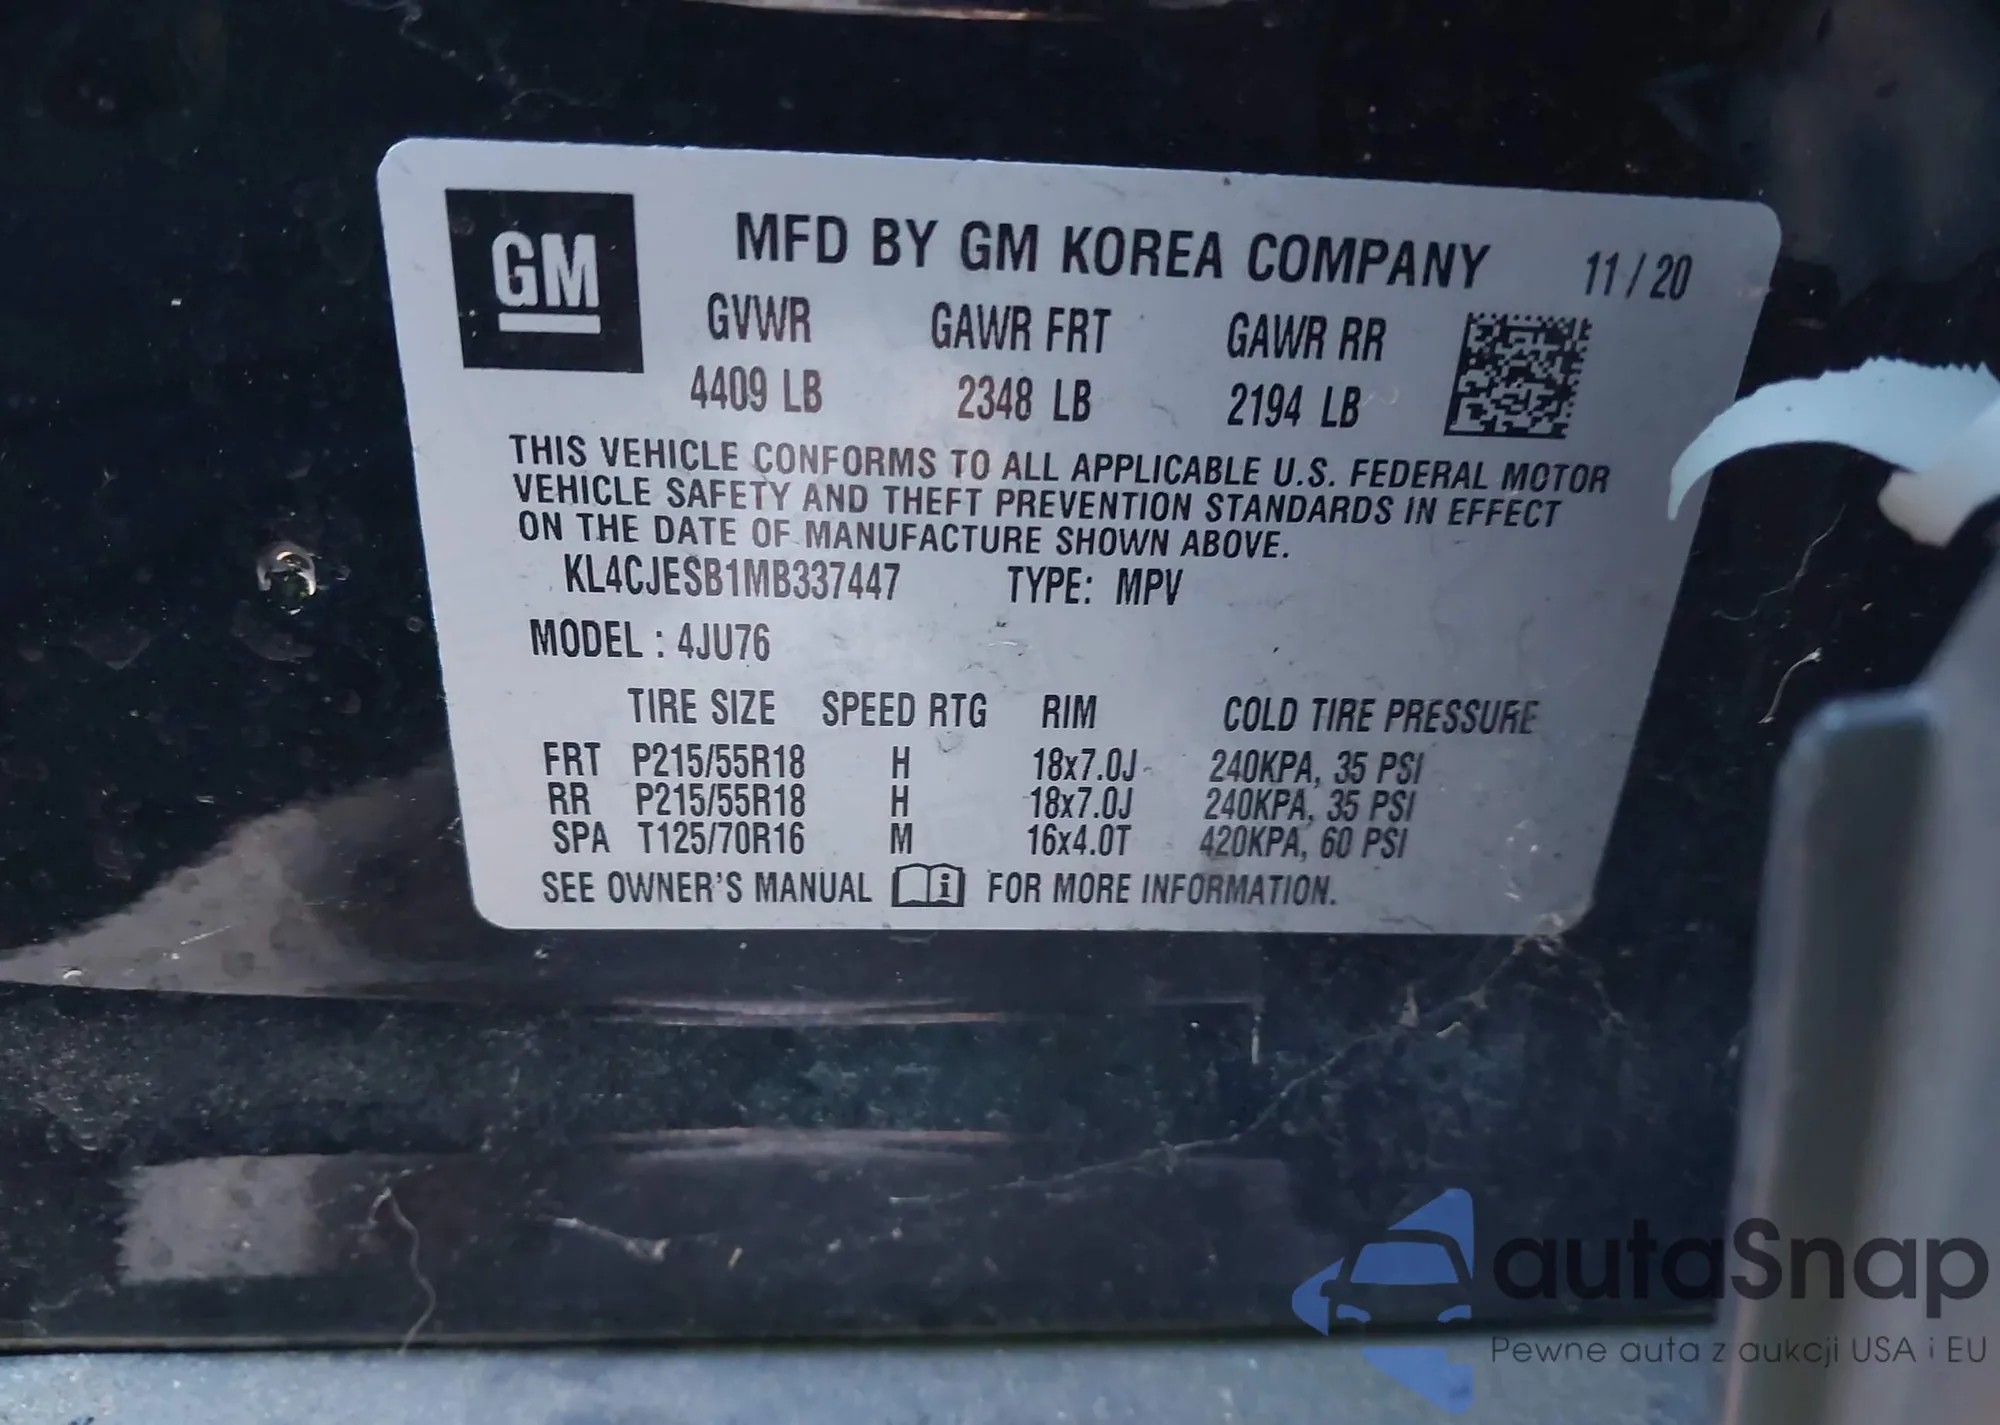 GM
MFD BY GM KOREA COMPANY 11/20
GVWR GAWR FRT GAWR RR
4409 LB 2348 LB 2194 LB
THIS VEHICLE CONFORMS TO ALL APPLICABLE U.S. FEDERAL MOTOR
VEHICLE SAFETY AND THEFT PREVENTION STANDARDS IN EFFECT
ON THE DATE OF MANUFACTURE SHOWN ABOVE.
KL4CJESB1MB337447 TYPE: MPV
MODEL : 4JU76
TIRE SIZE SPEED RTG RIM COLD TIRE PRESSURE
FRT P215/55R18 H 18x7.0J 240KPA, 35 PSI
RR P215/55R18 H 18x7.0J 240KPA, 35 PSI
SPA T125/70R16 M 16x4.0T 420KPA, 60 PSI
SEE OWNER'S MANUAL i FOR MORE INFORMATION.
autaSnap
Pewne auta z aukcji USA i EU